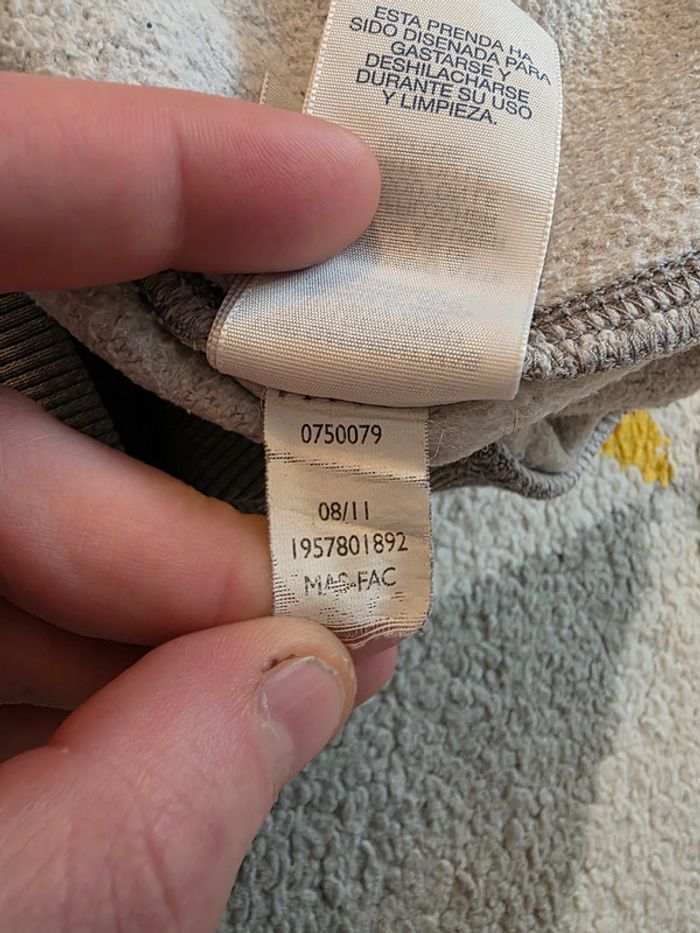 ESTA PRENDA HA
SIDO DISENADA PARA
GASTARSE Y
DESHILACHARSE
DURANTE SU USO
Y LIMPIEZA.
0750079
08/11
1957801892
MAS-FAC